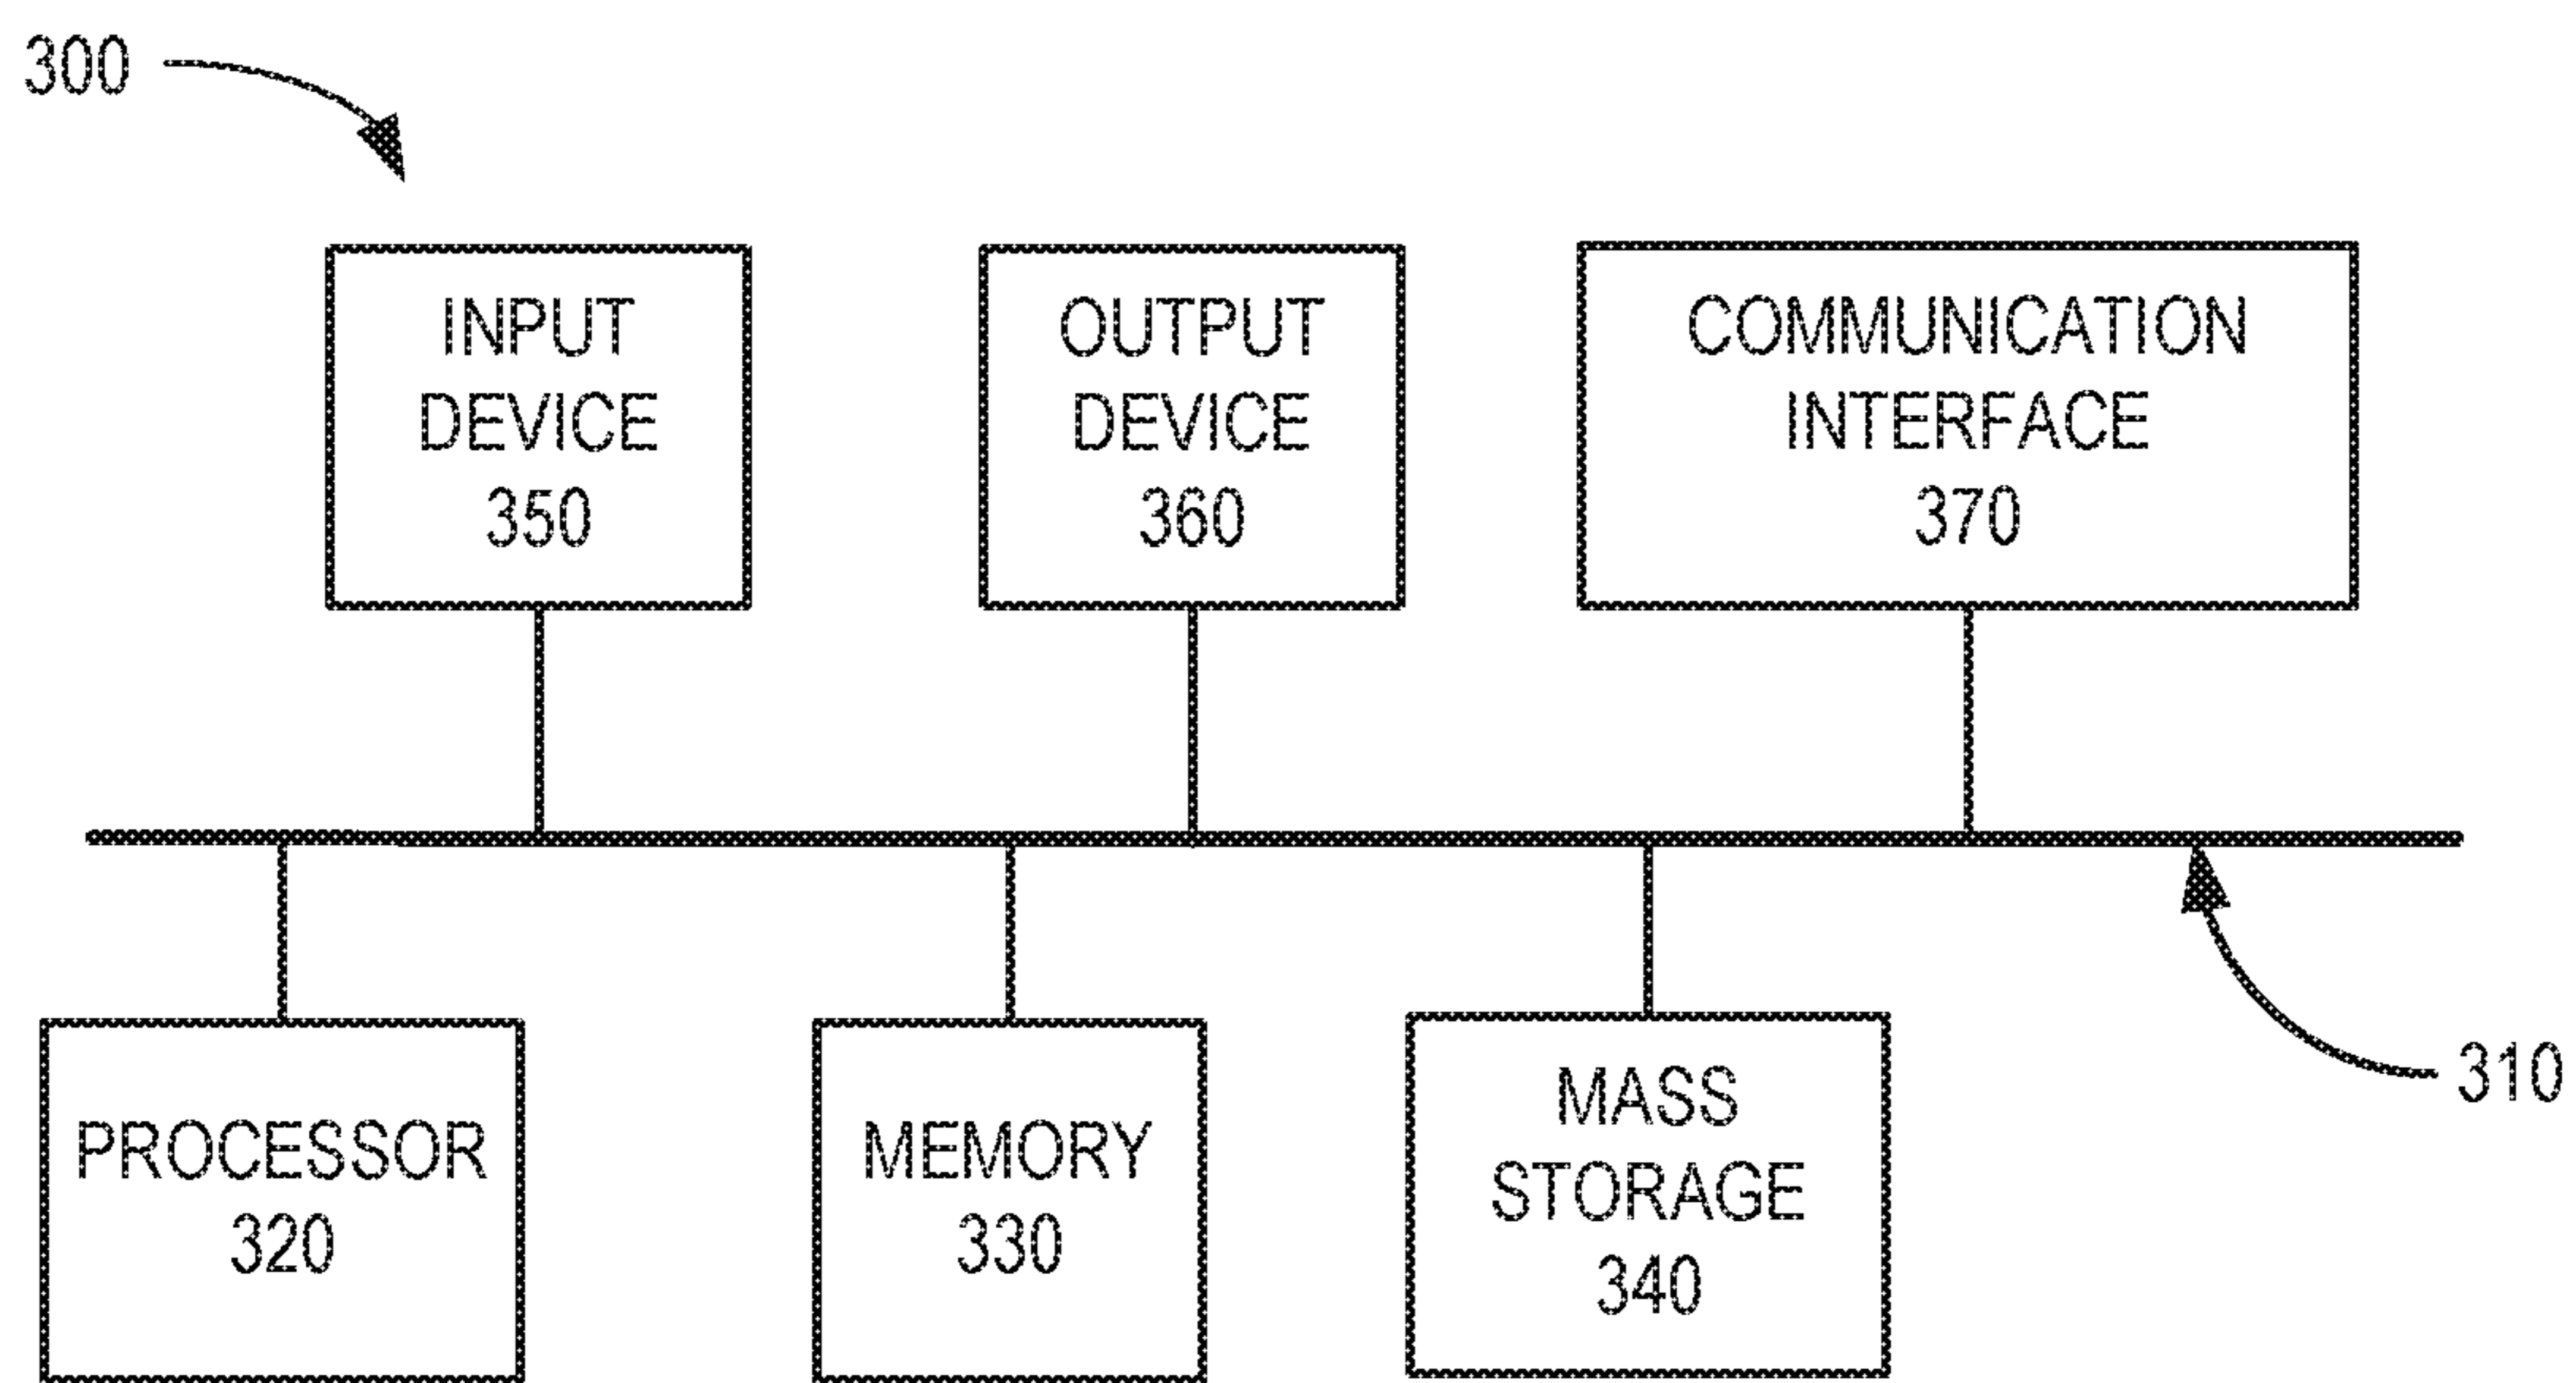 300
INPUT
DEVICE
350
OUTPUT
DEVICE
360
COMMUNICATION
INTERFACE
370
PROCESSOR
320
MEMORY
330
MASS
STORAGE
340
310